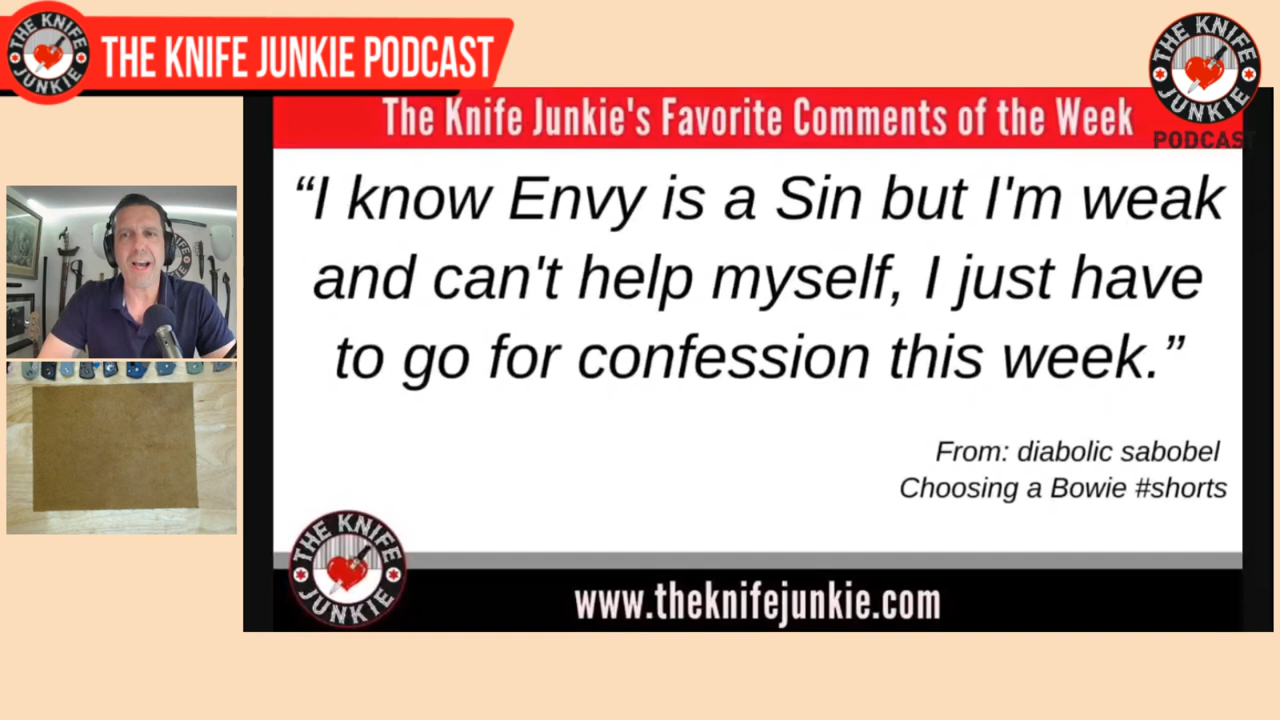 THE KNIFE JUNKIE
THE KNIFE JUNKIE PODCAST
THE KNIFE JUNKIE
PODCAST
The Knife Junkie's Favorite Comments of the Week
“I know Envy is a Sin but I'm weak
and can't help myself, I just have
to go for confession this week.”
From: diabolic sabobel
Choosing a Bowie #shorts
THE KNIFE JUNKIE
www.theknifejunkie.com